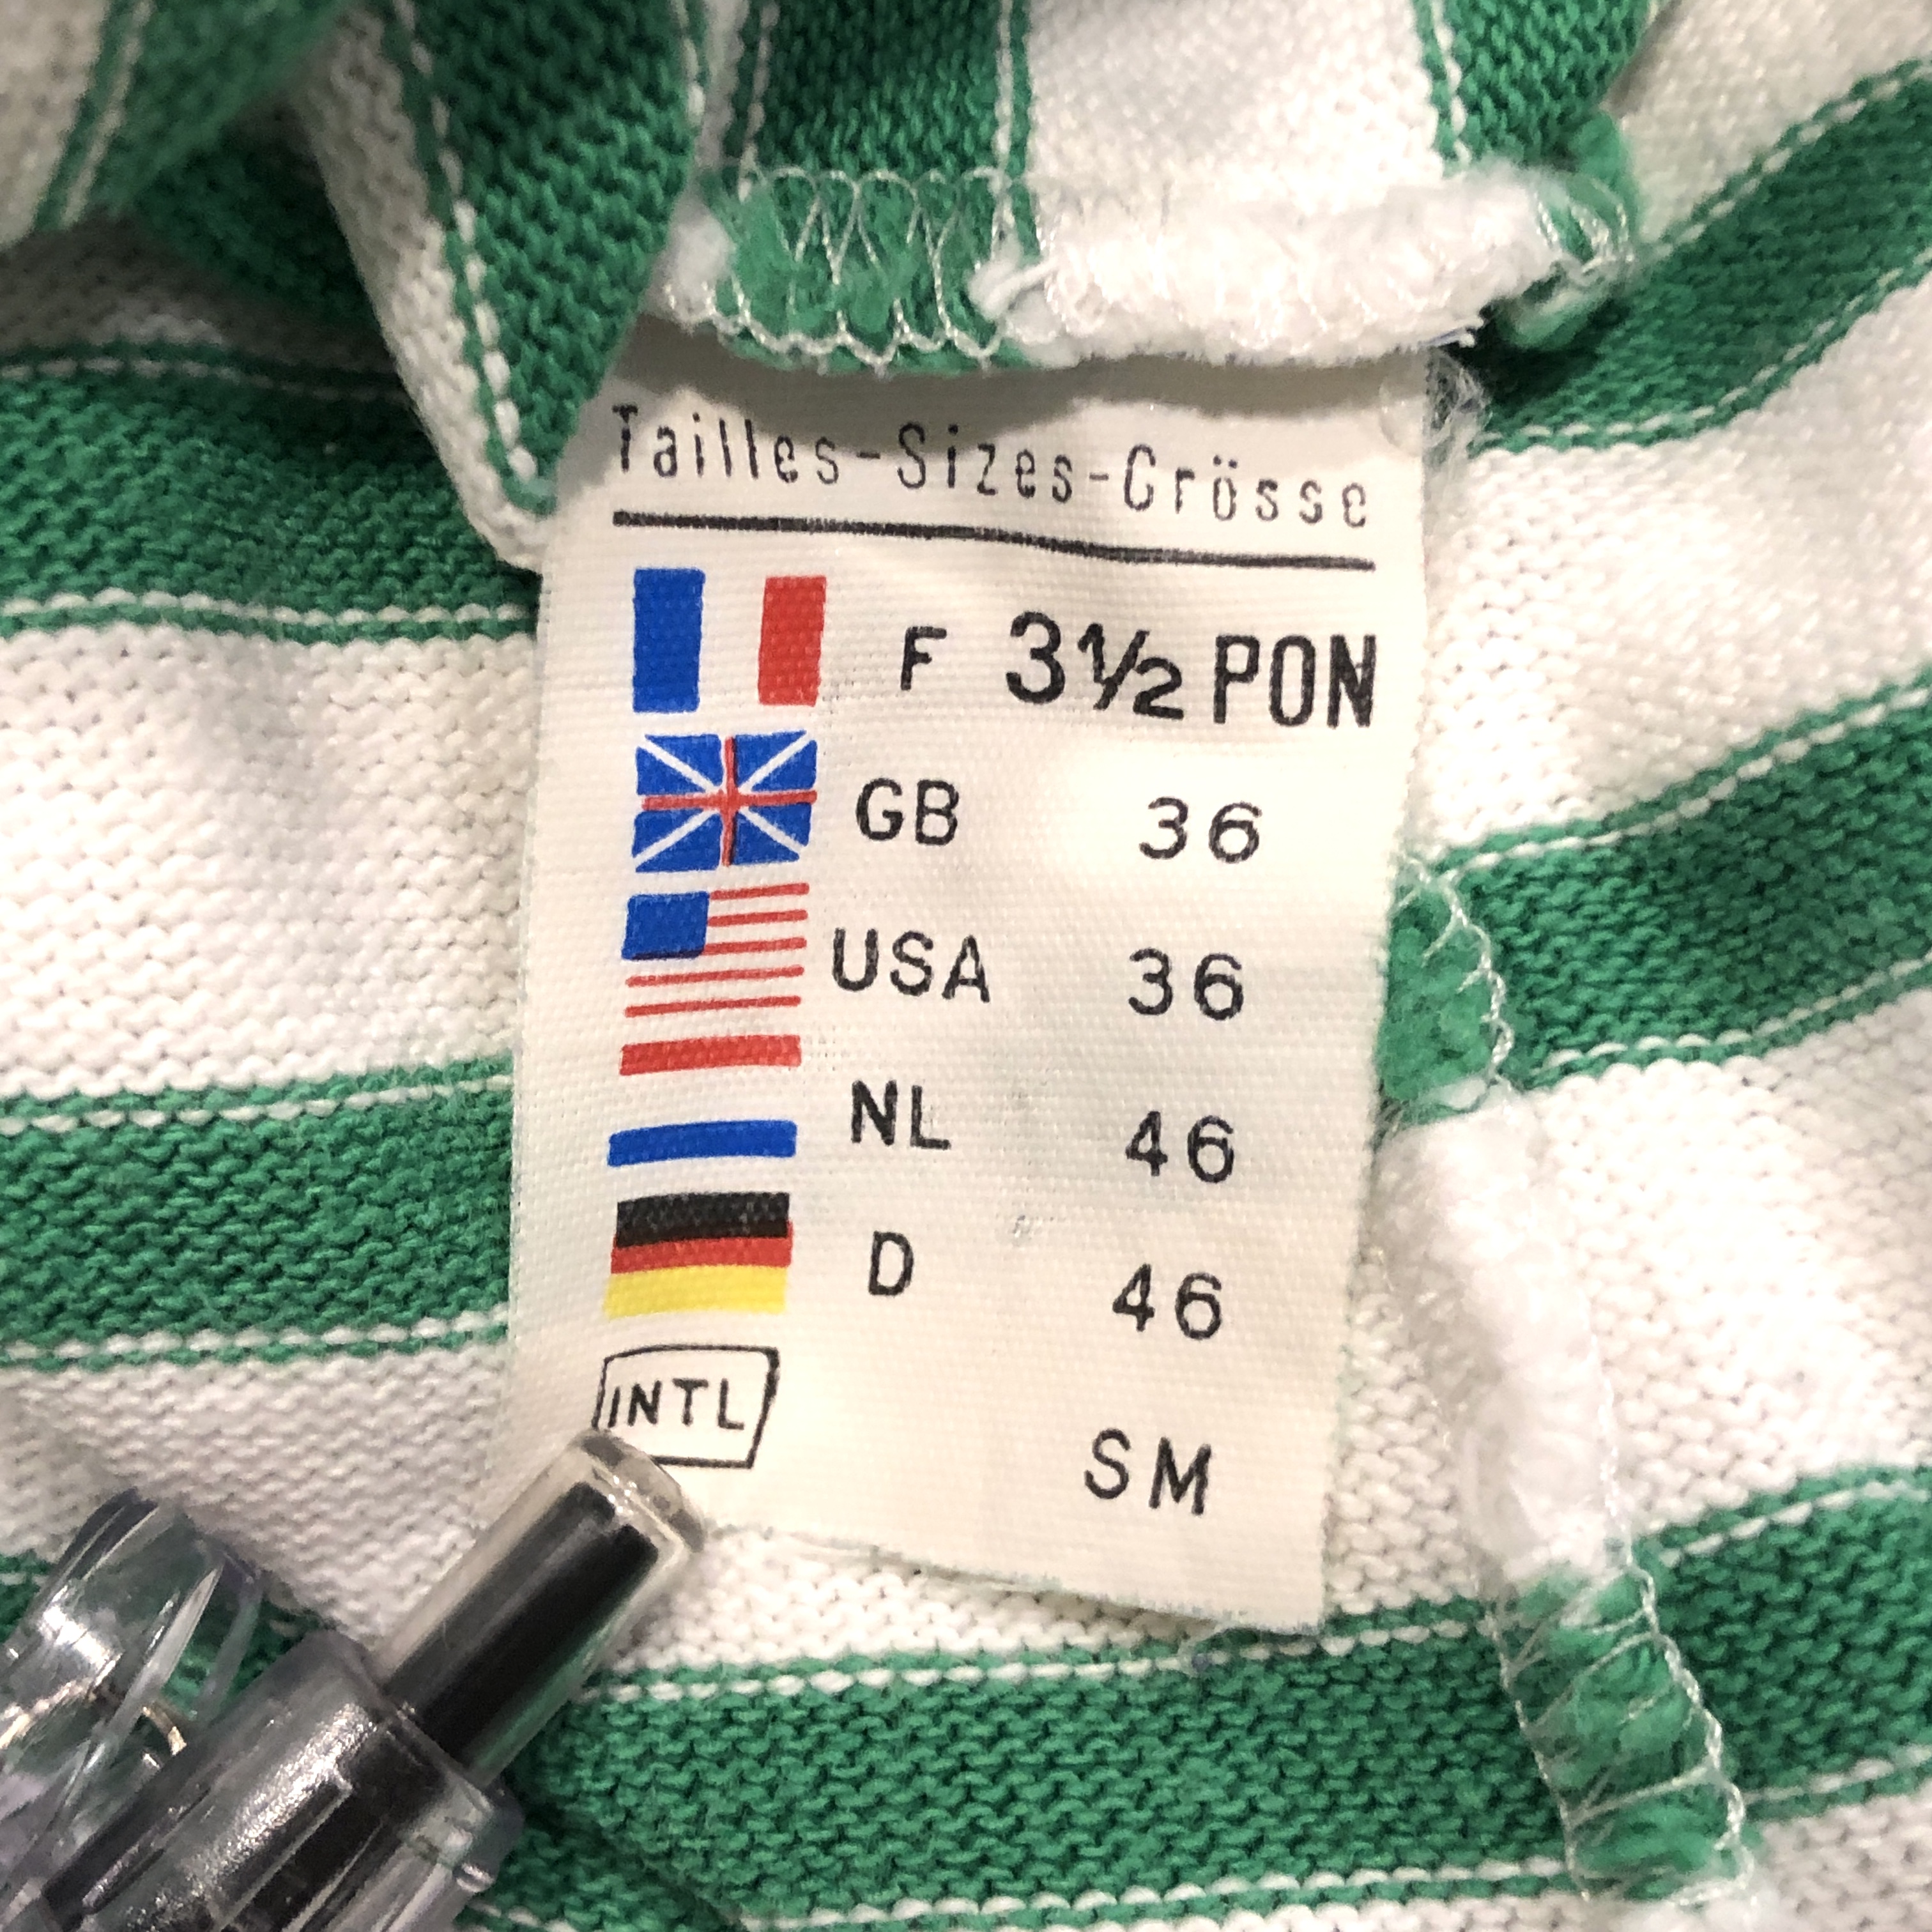 Tailles-Sizes-Grösse
F 3½ PON
GB 36
USA 36
NL 46
D 46
INTL SM